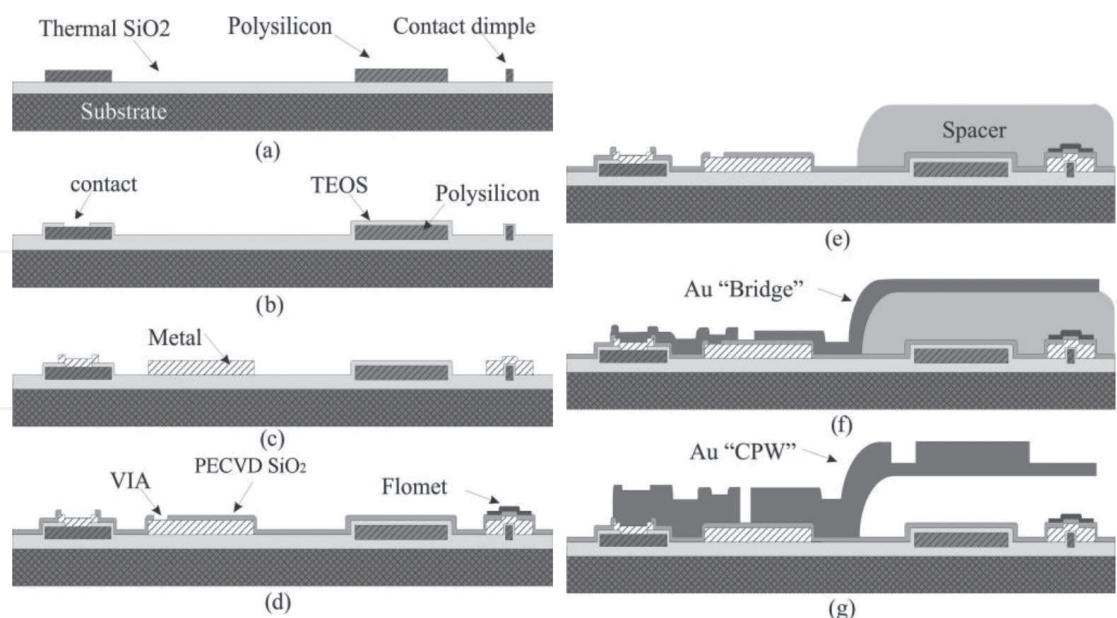 Thermal SiO2
Polysilicon
Contact dimple
Substrate
(a)
contact
TEOS
Polysilicon
(b)
Metal
(c)
VIA
PECVD SiO₂
Flomet
(d)
Spacer
(e)
Au “Bridge”
(f)
Au “CPW”
(g)